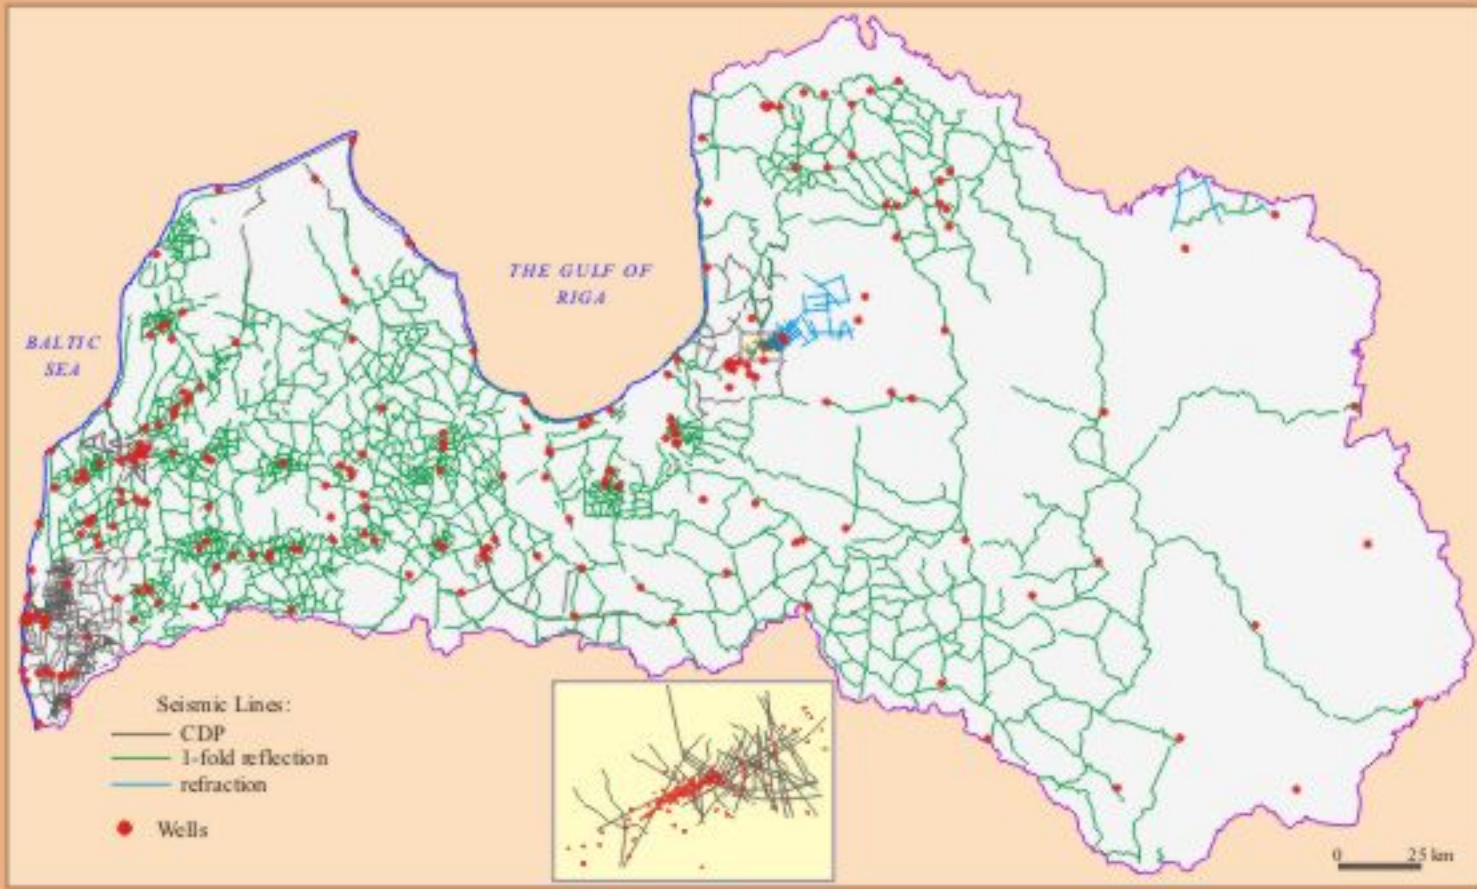 THE GULF OF
RIGA
BALTIC
SEA
Seismic Lines:
CDP
1-fold reflection
refraction
Wells
0 25 km